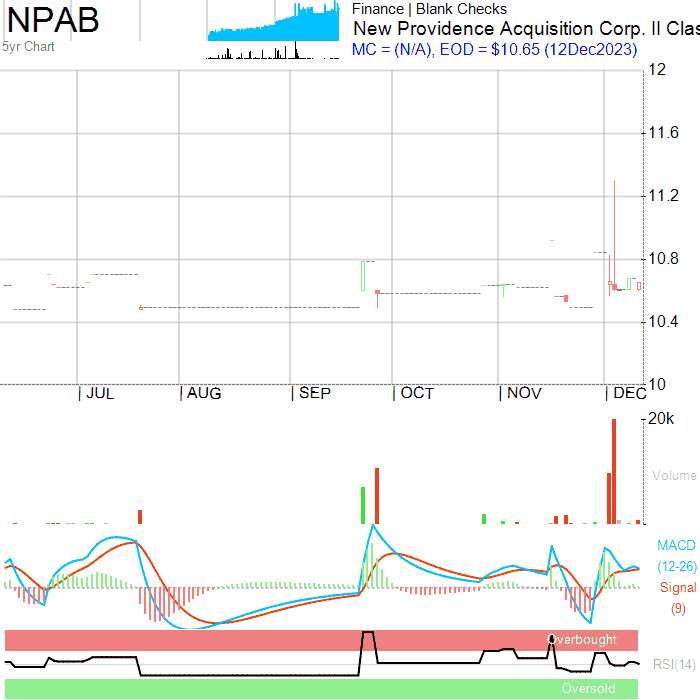 NPAB
5yr Chart
Finance | Blank Checks
New Providence Acquisition Corp. II Clas
MC = (N/A), EOD = $10.65 (12Dec2023)
12
11.6
11.2
10.8
10.4
10
JUL
AUG
SEP
OCT
NOV
DEC
20k
Volume
MACD
(12-26)
Signal
(9)
Overbought
RSI(14)
Oversold